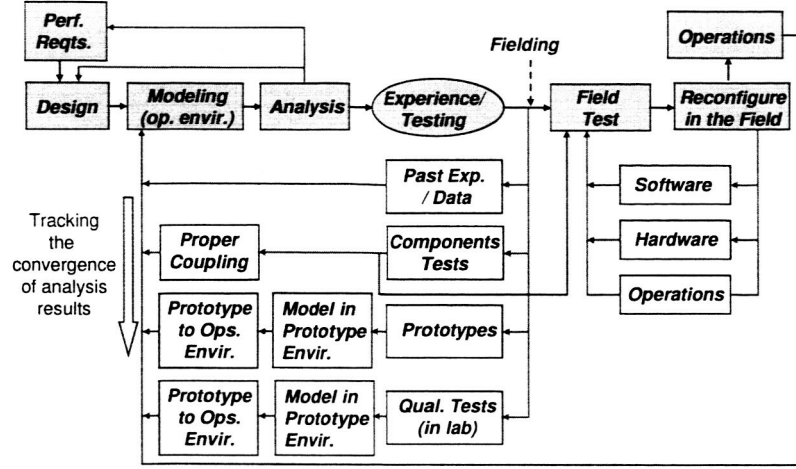 Perf.
Reqts.
Fielding
Operations
Design
Modeling
(op. envir.)
Analysis
Experience/
Testing
Field
Test
Reconfigure
in the Field
Past Exp.
/ Data
Software
Tracking
the
convergence
of analysis
results
Proper
Coupling
Components
Tests
Hardware
Operations
Prototype
to Ops.
Envir.
Model in
Prototype
Envir.
Prototypes
Prototype
to Ops.
Envir.
Model in
Prototype
Envir.
Qual. Tests
(in lab)